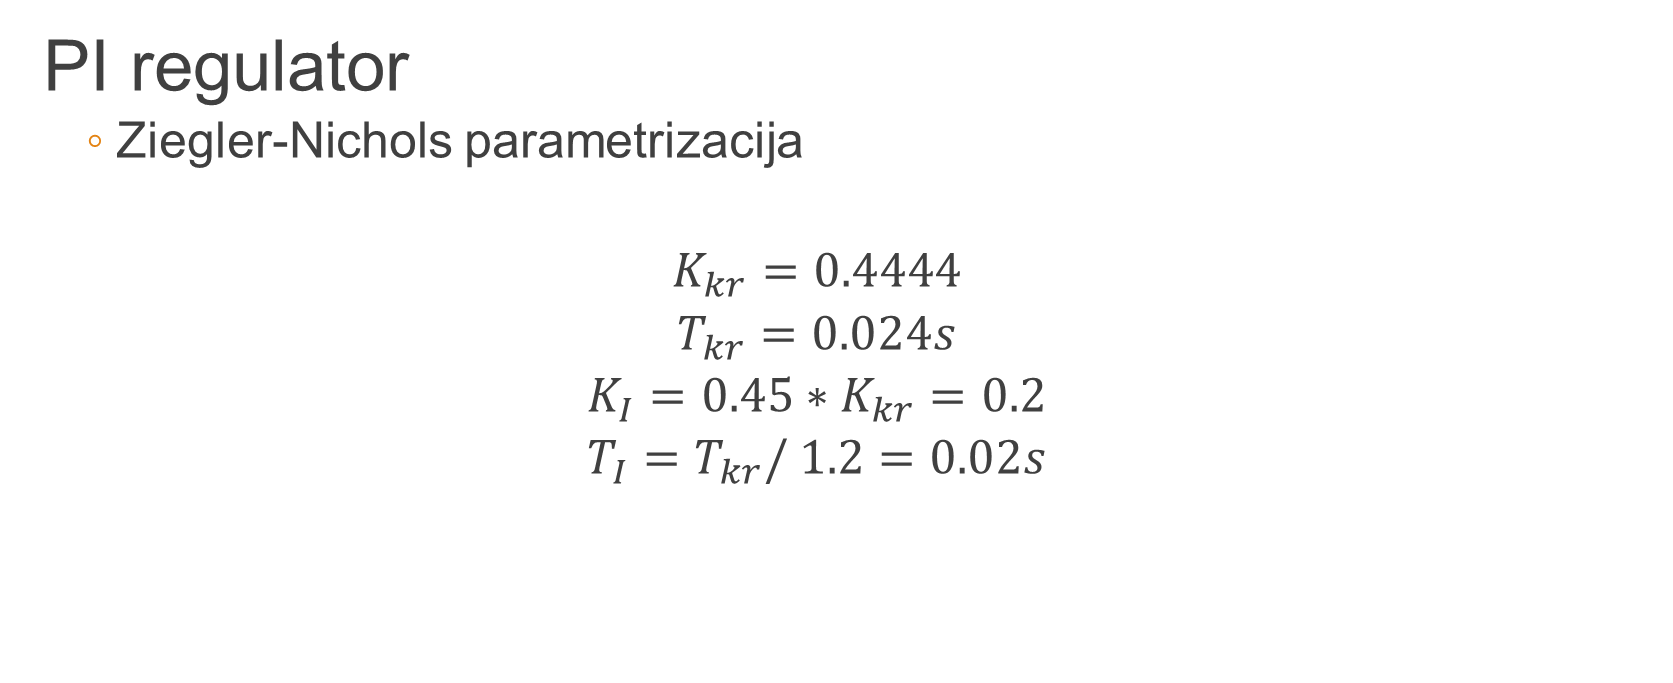 PI regulator
◦ Ziegler-Nichols parametrizacija
K_kr = 0.4444
T_kr = 0.024s
K_I = 0.45 ∗ K_kr = 0.2
T_I = T_kr / 1.2 = 0.02s